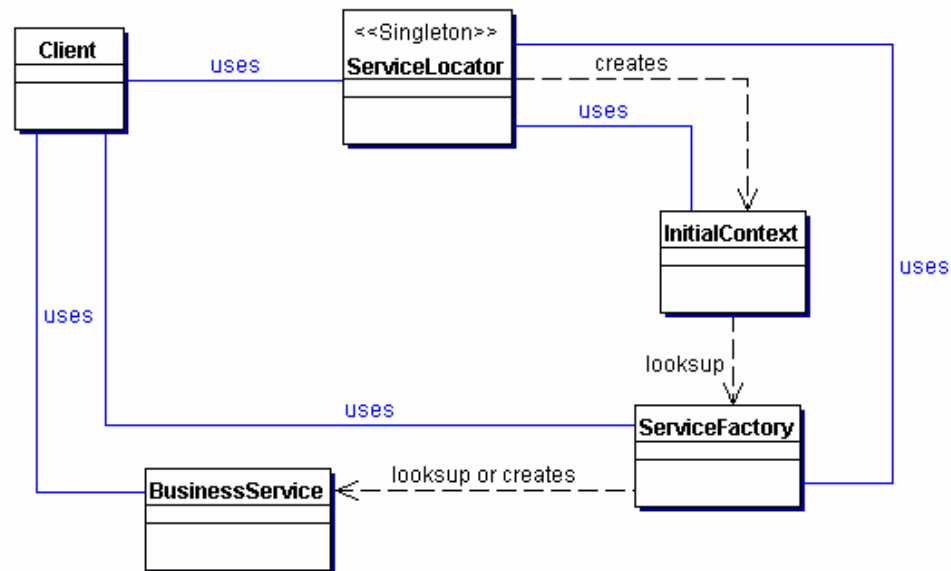 <<Singleton>>
Client
ServiceLocator
uses
creates
uses
InitialContext
uses
uses
looksup
uses
ServiceFactory
looksup or creates
BusinessService